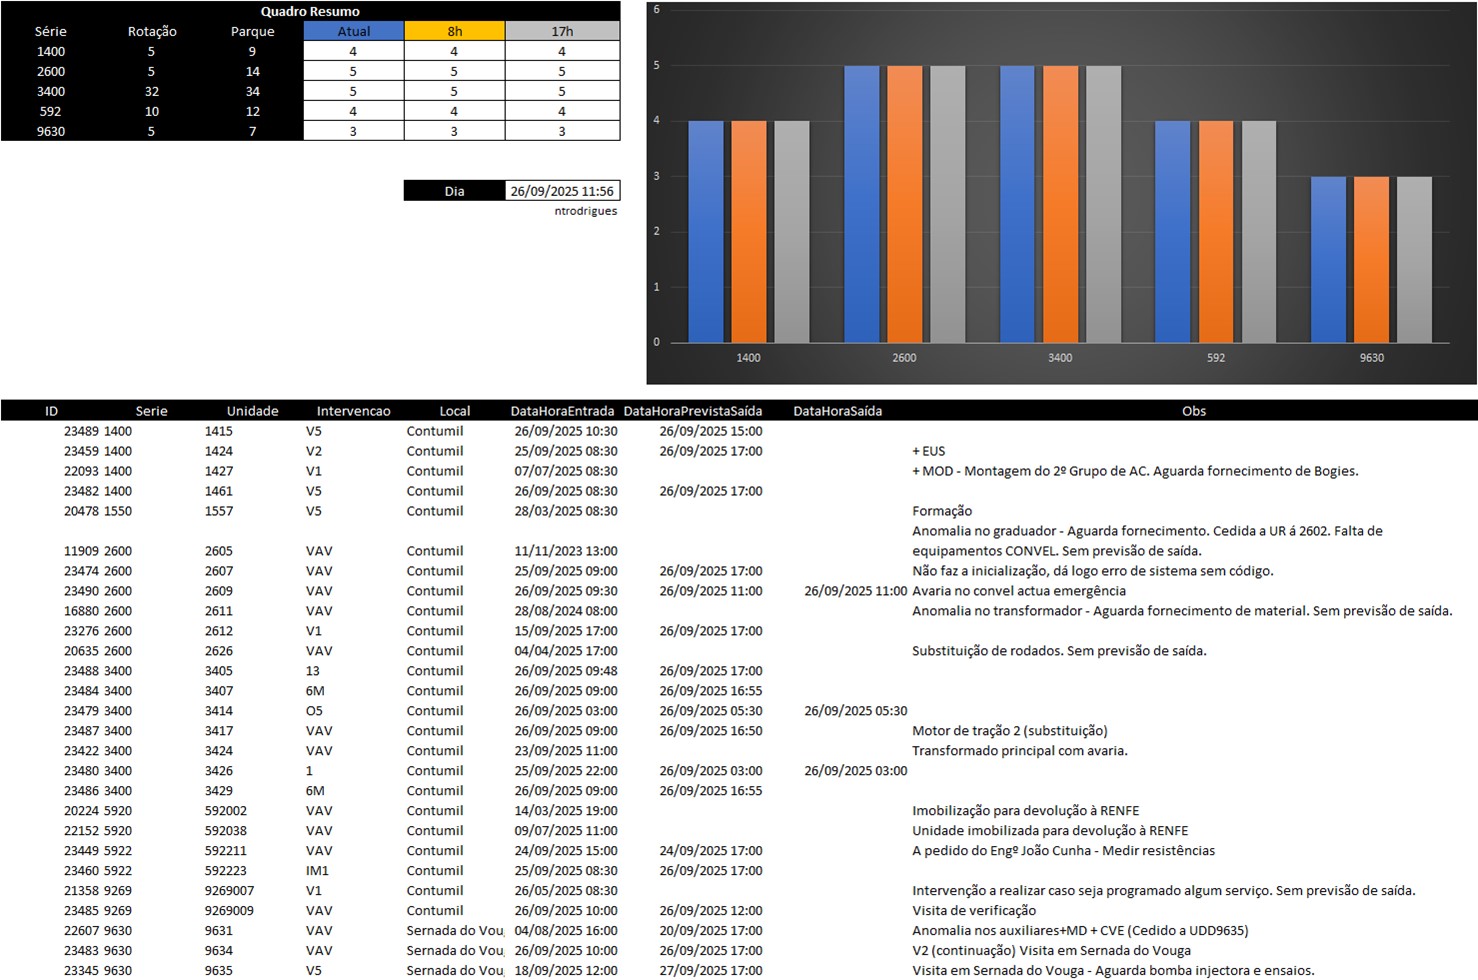 Quadro Resumo
Série Rotação Parque Atual 8h 17h
1400 5 9 4 4 4
2600 5 14 5 5 5
3400 32 34 5 5 5
592 10 12 4 4 4
9630 5 7 3 3 3
Dia 26/09/2025 11:56
ntrodrigues
6
5
4
3
2
1
0
1400 2600 3400 592 9630
ID Serie Unidade Intervencao Local DataHoraEntrada DataHoraPrevistaSaída DataHoraSaída Obs
23489 1400 1415 V5 Contumil 26/09/2025 10:30 26/09/2025 15:00
23459 1400 1424 V2 Contumil 25/09/2025 08:30 26/09/2025 17:00 + EUS
22093 1400 1427 V1 Contumil 07/07/2025 08:30 + MOD - Montagem do 2º Grupo de AC. Aguarda fornecimento de Bogies.
23482 1400 1461 V5 Contumil 26/09/2025 08:30 26/09/2025 17:00
20478 1550 1557 V5 Contumil 28/03/2025 08:30 Formação
Anomalia no graduador - Aguarda fornecimento. Cedida a UR á 2602. Falta de
11909 2600 2605 VAV Contumil 11/11/2023 13:00 equipamentos CONVEL. Sem previsão de saída.
23474 2600 2607 VAV Contumil 25/09/2025 09:00 26/09/2025 17:00 Não faz a inicialização, dá logo erro de sistema sem código.
23490 2600 2609 VAV Contumil 26/09/2025 09:30 26/09/2025 11:00 26/09/2025 11:00 Avaria no convel actua emergência
16880 2600 2611 VAV Contumil 28/08/2024 08:00 Anomalia no transformador - Aguarda fornecimento de material. Sem previsão de saída.
23276 2600 2612 V1 Contumil 15/09/2025 17:00 26/09/2025 17:00
20635 2600 2626 VAV Contumil 04/04/2025 17:00 Substituição de rodados. Sem previsão de saída.
23488 3400 3405 13 Contumil 26/09/2025 09:48 26/09/2025 17:00
23484 3400 3407 6M Contumil 26/09/2025 09:00 26/09/2025 16:55
23479 3400 3414 O5 Contumil 26/09/2025 03:00 26/09/2025 05:30 26/09/2025 05:30
23487 3400 3417 VAV Contumil 26/09/2025 09:00 26/09/2025 16:50 Motor de tração 2 (substituição)
23422 3400 3424 VAV Contumil 23/09/2025 11:00 Transformado principal com avaria.
23480 3400 3426 1 Contumil 25/09/2025 22:00 26/09/2025 03:00 26/09/2025 03:00
23486 3400 3429 6M Contumil 26/09/2025 09:00 26/09/2025 16:55
20224 5920 592002 VAV Contumil 14/03/2025 19:00 Imobilização para devolução à RENFE
22152 5920 592038 VAV Contumil 09/07/2025 11:00 Unidade imobilizada para devolução à RENFE
23449 5922 592211 VAV Contumil 24/09/2025 15:00 24/09/2025 17:00 A pedido do Engº João Cunha - Medir resistências
23460 5922 592223 IM1 Contumil 25/09/2025 08:30 26/09/2025 17:00
21358 9269 9269007 V1 Contumil 26/05/2025 08:30 Intervenção a realizar caso seja programado algum serviço. Sem previsão de saída.
23485 9269 9269009 VAV Contumil 26/09/2025 10:00 26/09/2025 12:00 Visita de verificação
22607 9630 9631 VAV Sernada do Vou 04/08/2025 16:00 20/09/2025 17:00 Anomalia nos auxiliares+MD + CVE (Cedido a UDD9635)
23483 9630 9634 VAV Sernada do Vou 26/09/2025 10:00 26/09/2025 17:00 V2 (continuação) Visita em Sernada do Vouga
23345 9630 9635 V5 Sernada do Vou 18/09/2025 12:00 27/09/2025 17:00 Visita em Sernada do Vouga - Aguarda bomba injectora e ensaios.